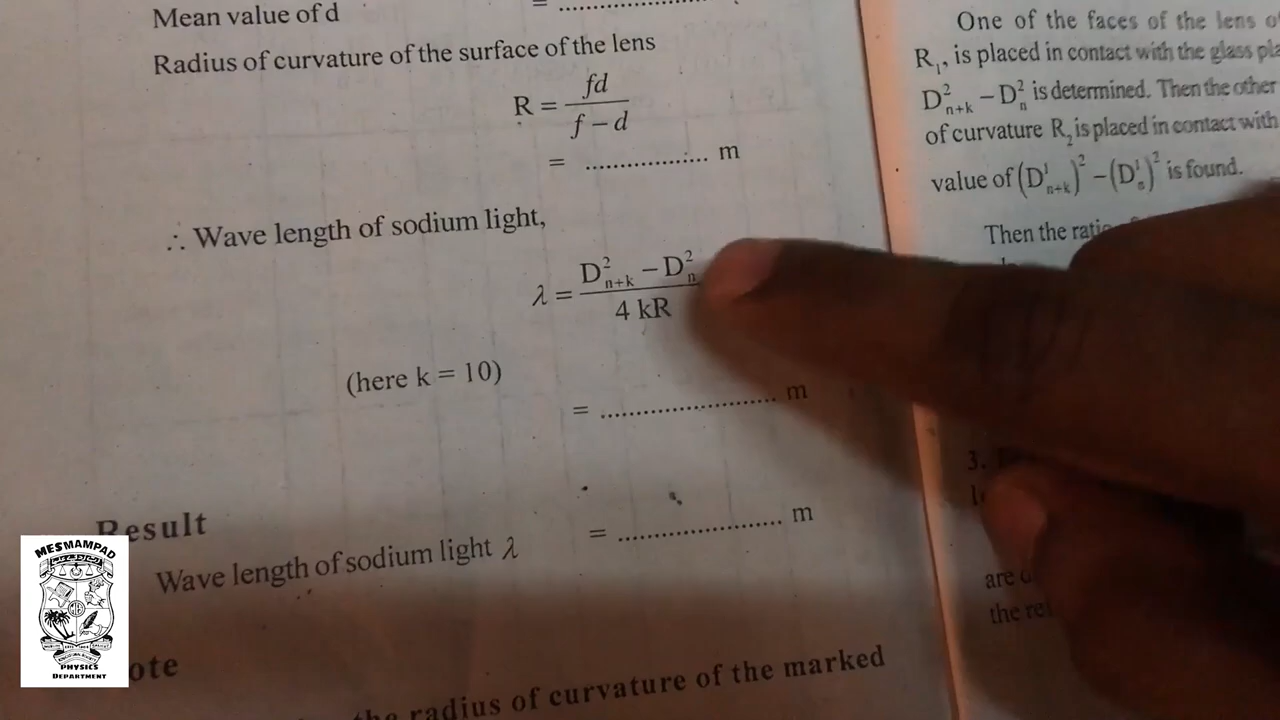 Mean value of d = ....................
Radius of curvature of the surface of the lens
R = fd / f – d
= .................. m
∴ Wave length of sodium light,
λ = D²ₙ₊ₖ – D²ₙ / 4 kR
(here k = 10)
= ......................... m
Result
Wave length of sodium light λ = ....................... m
radius of curvature of the marked
One of the faces of the lens
R₁, is placed in contact with the glass
D²ₙ₊ₖ – D²ₙ is determined. Then the other
of curvature R₂ is placed in contact with
value of (D¹ₙ₊ₖ)² – (D¹ₙ)² is found.
Then the
3.
are
the
MESMAMPAD
PHYSICS
DEPARTMENT